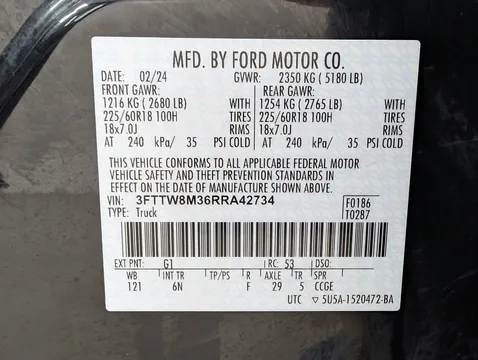 MFD. BY FORD MOTOR CO.
DATE: 02/24 GVWR: 2350 KG ( 5180 LB)
FRONT GAWR: REAR GAWR:
1216 KG ( 2680 LB) WITH 1254 KG ( 2765 LB) WITH
225/60R18 100H TIRES 225/60R18 100H TIRES
18x7.0J RIMS 18x7.0J RIMS
AT 240 kPa/ 35 PSI COLD AT 240 kPa/ 35 PSI COLD
THIS VEHICLE CONFORMS TO ALL APPLICABLE FEDERAL MOTOR
VEHICLE SAFETY AND THEFT PREVENTION STANDARDS IN
EFFECT ON THE DATE OF MANUFACTURE SHOWN ABOVE.
VIN: 3FTTW8M36RRA42734 F0186
TYPE: Truck T0287
EXT PNT: G1 RC: 53 DSO:
WB INT TR TP/PS R AXLE TR SPR
121 6N F 29 5 CCGE
UTC ▽ 5U5A-1520472-BA